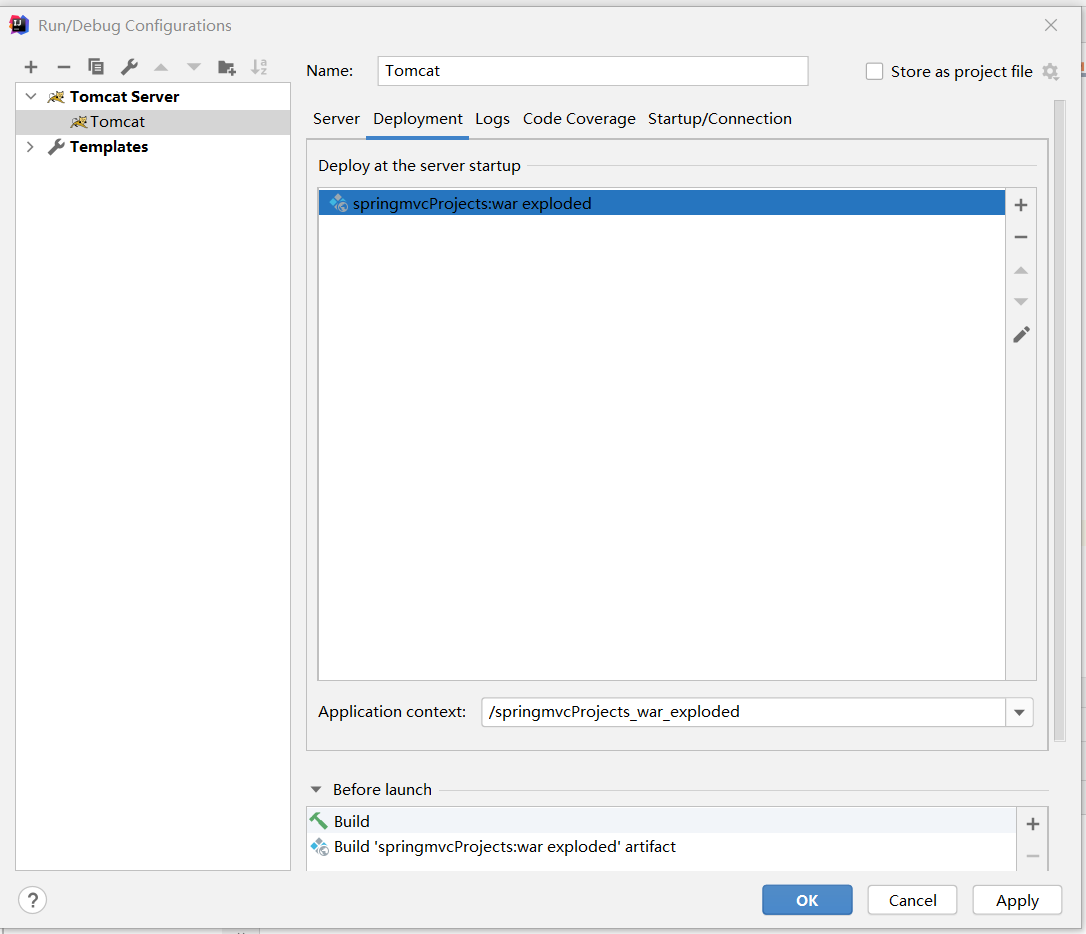 Run/Debug Configurations
Name:
Tomcat
Store as project file
Tomcat Server
Tomcat
Templates
Server
Deployment
Logs
Code Coverage
Startup/Connection
Deploy at the server startup
springmvcProjects:war exploded
Application context:
/springmvcProjects_war_exploded
Before launch
Build
Build 'springmvcProjects:war exploded' artifact
?
OK
Cancel
Apply